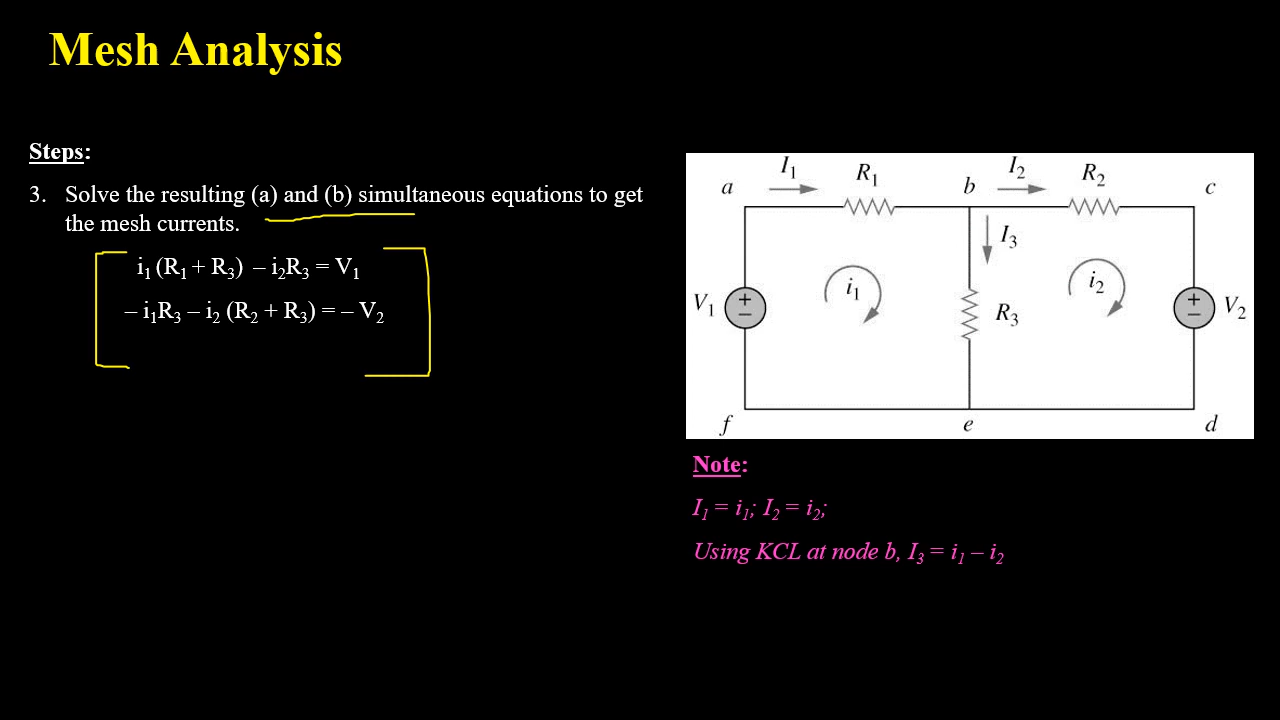 Mesh Analysis
Steps:
3. Solve the resulting (a) and (b) simultaneous equations to get
the mesh currents.
i₁ (R₁ + R₃) – i₂R₃ = V₁
– i₁R₃ – i₂ (R₂ + R₃) = – V₂
I₁ R₁ I₂ R₂
a b c
I₃
i₁ i₂
V₁ + – R₃ + – V₂
f e d
Note:
I₁ = i₁; I₂ = i₂;
Using KCL at node b, I₃ = i₁ – i₂